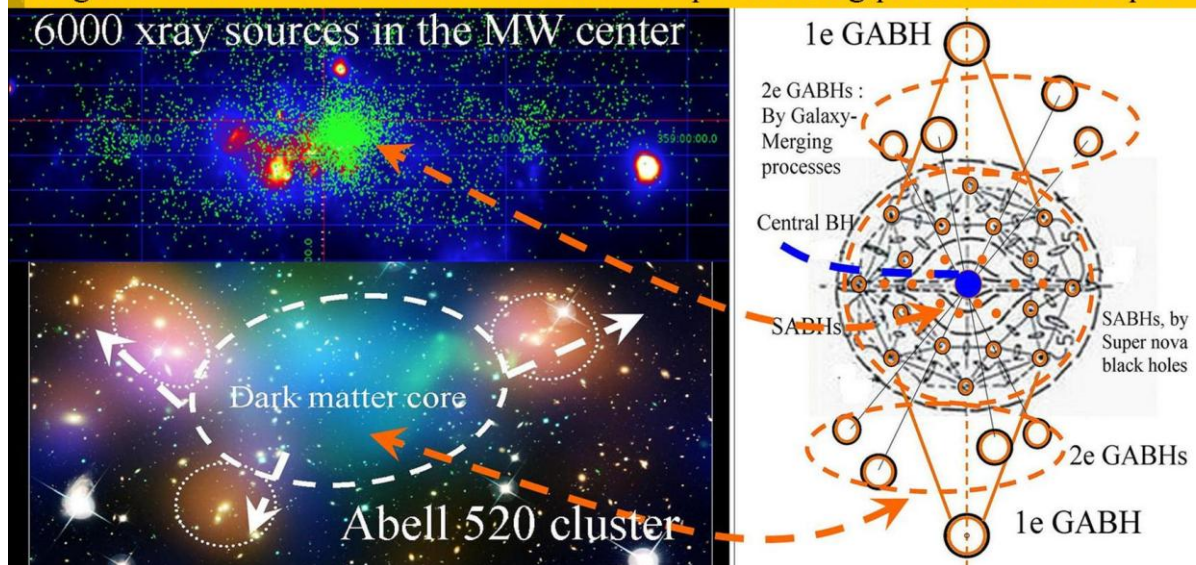 6000 xray sources in the MW center
Dark matter core
Abell 520 cluster
1e GABH
2e GABHs :
By Galaxy-
Merging
processes
Central BH
SABHs
SABHs, by
Super nova
black holes
2e GABHs
1e GABH